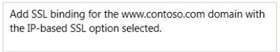 Add SSL binding for the www.contoso.com domain with
the IP-based SSL option selected.